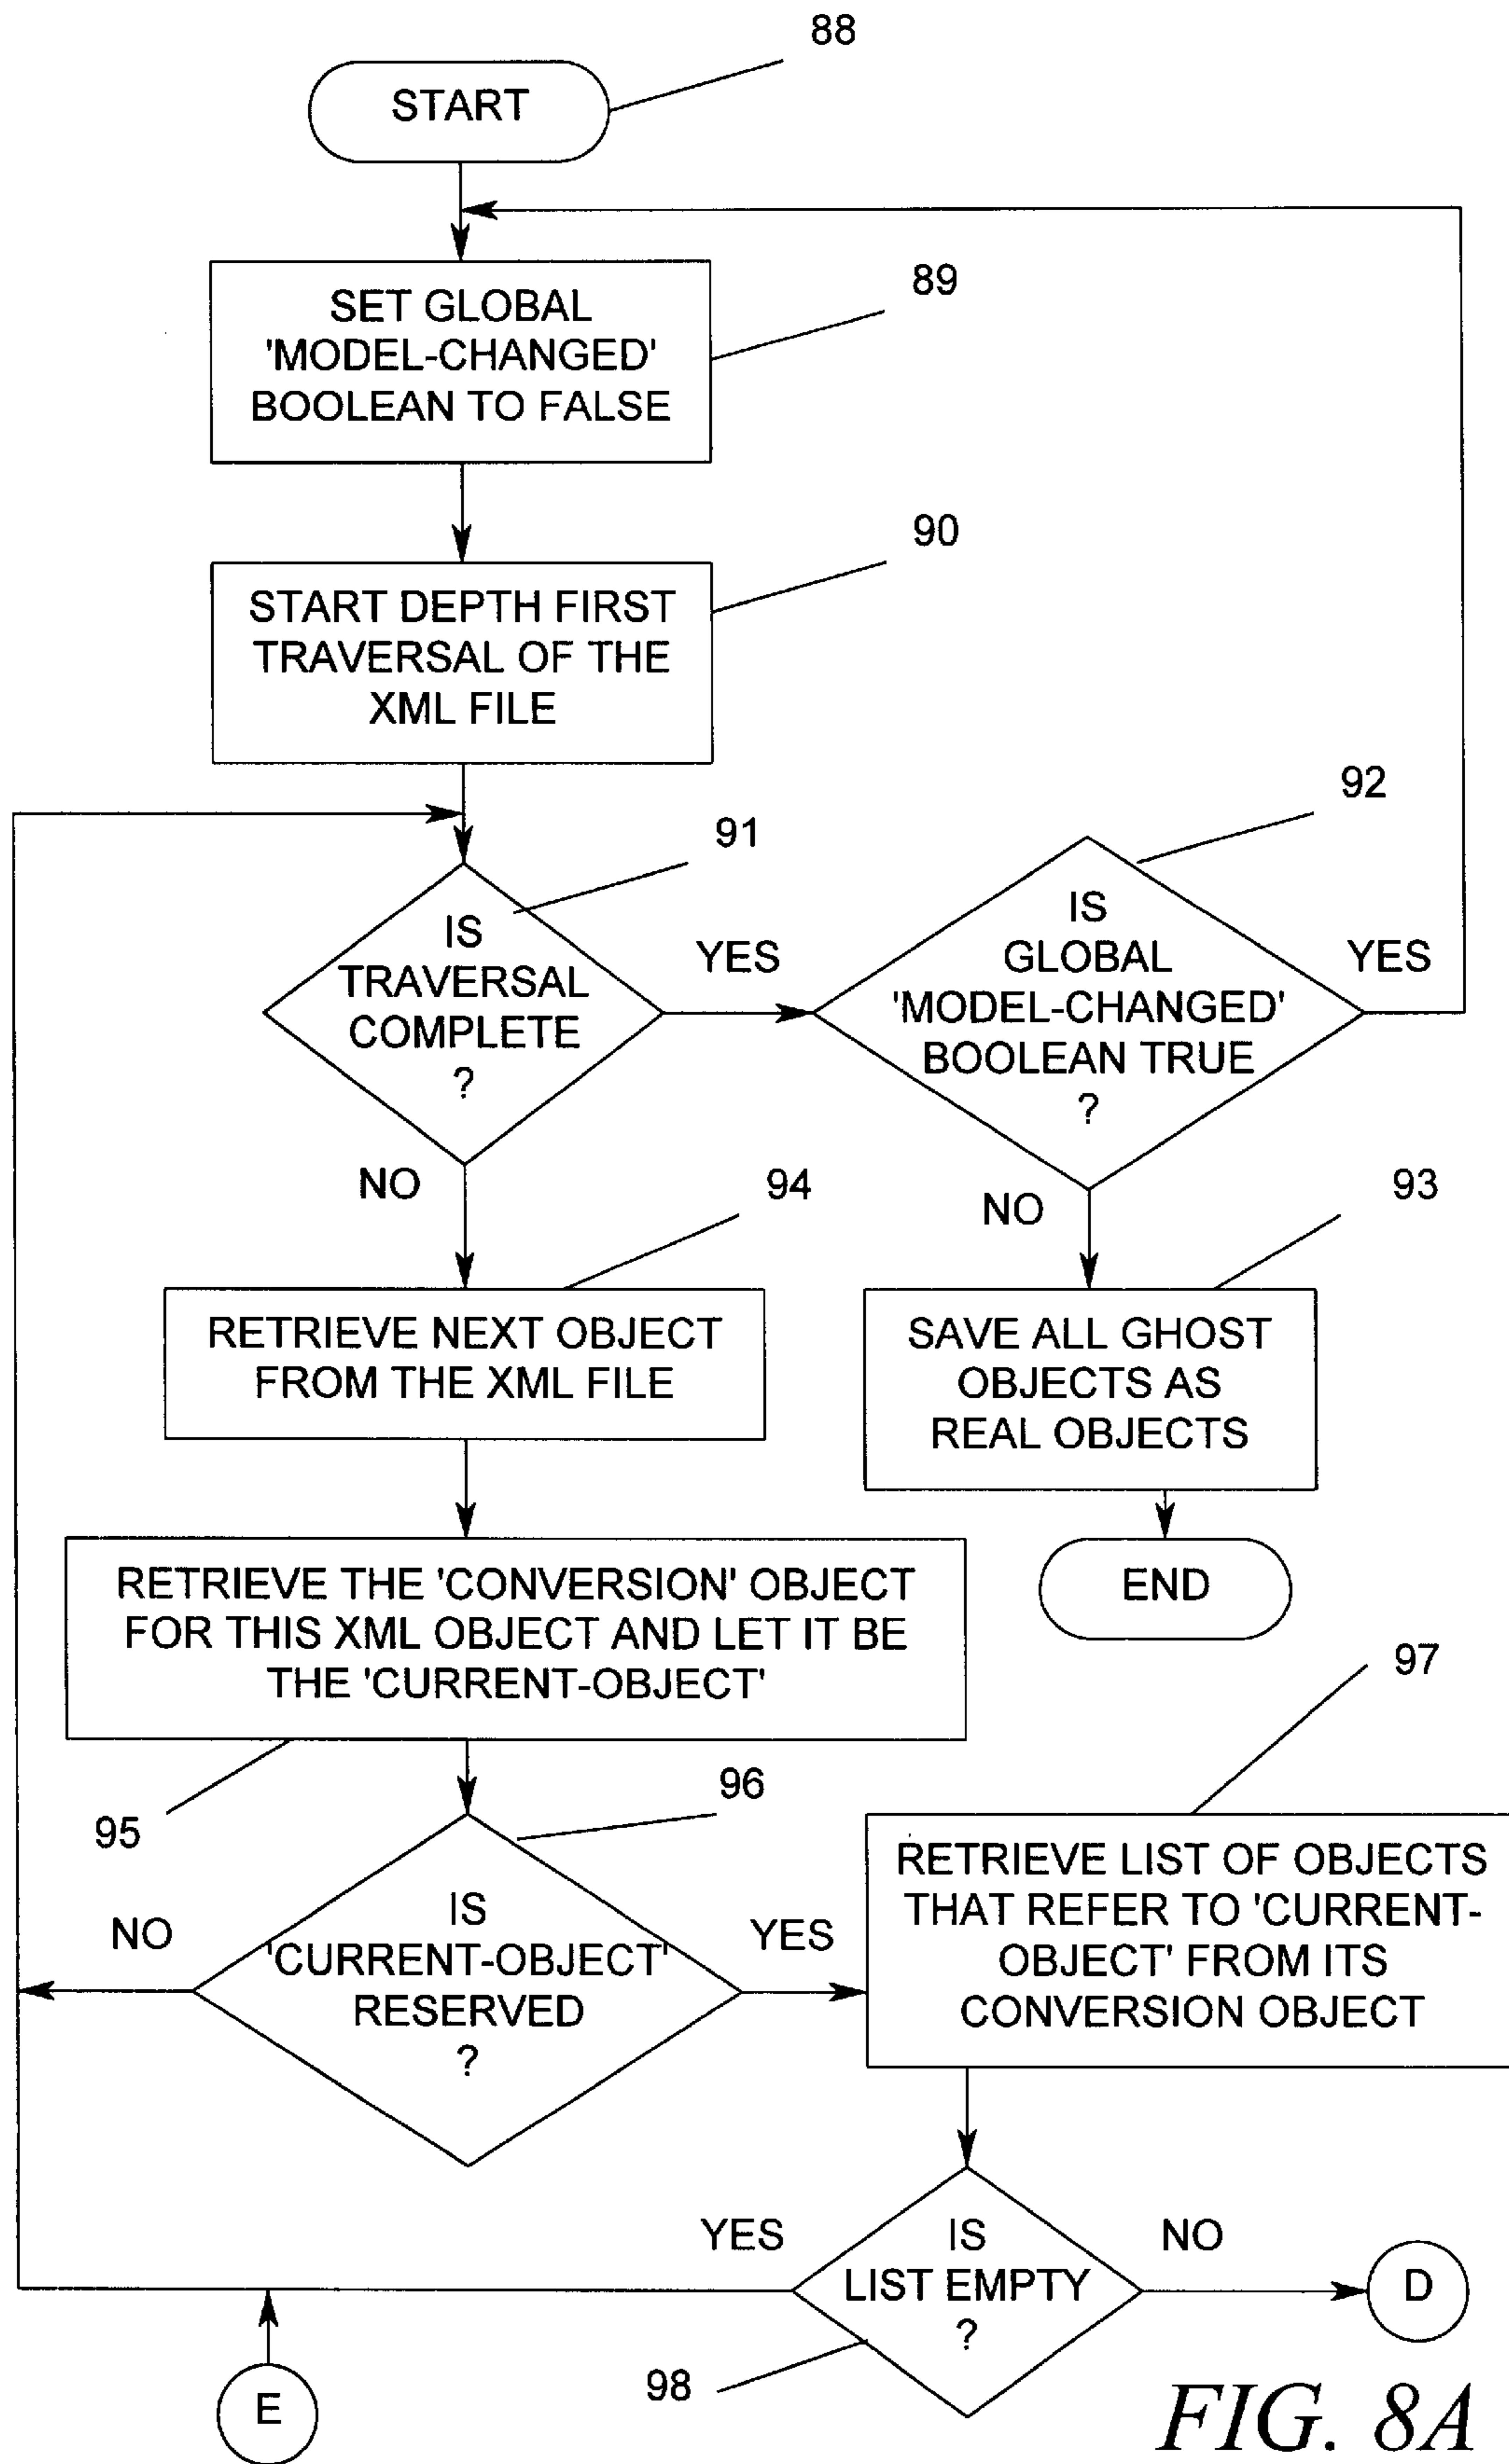 88
START
89
SET GLOBAL
'MODEL-CHANGED'
BOOLEAN TO FALSE
90
START DEPTH FIRST
TRAVERSAL OF THE
XML FILE
91
IS
TRAVERSAL
COMPLETE
?
YES
92
IS
GLOBAL
'MODEL-CHANGED'
BOOLEAN TRUE
?
YES
NO
94
NO
93
RETRIEVE NEXT OBJECT
FROM THE XML FILE
SAVE ALL GHOST
OBJECTS AS
REAL OBJECTS
END
RETRIEVE THE 'CONVERSION' OBJECT
FOR THIS XML OBJECT AND LET IT BE
THE 'CURRENT-OBJECT'
95
96
97
IS
'CURRENT-OBJECT'
RESERVED
?
NO
YES
RETRIEVE LIST OF OBJECTS
THAT REFER TO 'CURRENT-
OBJECT' FROM ITS
CONVERSION OBJECT
YES
IS
LIST EMPTY
?
NO
D
98
E
FIG. 8A